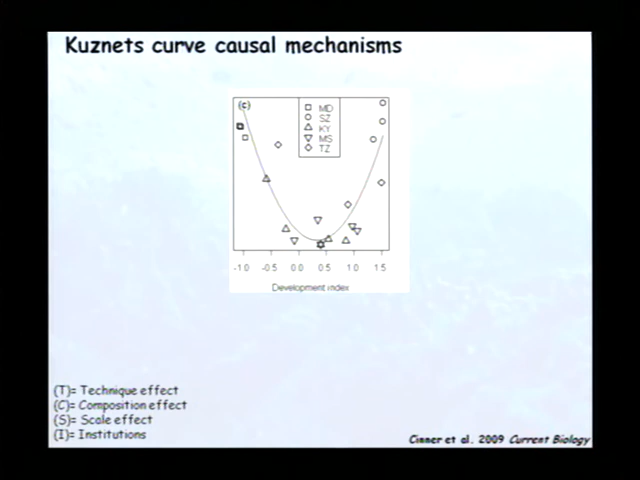 Kuznets curve causal mechanisms
(c)
MD
SZ
KY
MS
TZ
-1.0 -0.5 0.0 0.5 1.0 1.5
Development index
(T)= Technique effect
(C)= Composition effect
(S)= Scale effect
(I)= Institutions
Cinner et al. 2009 Current Biology